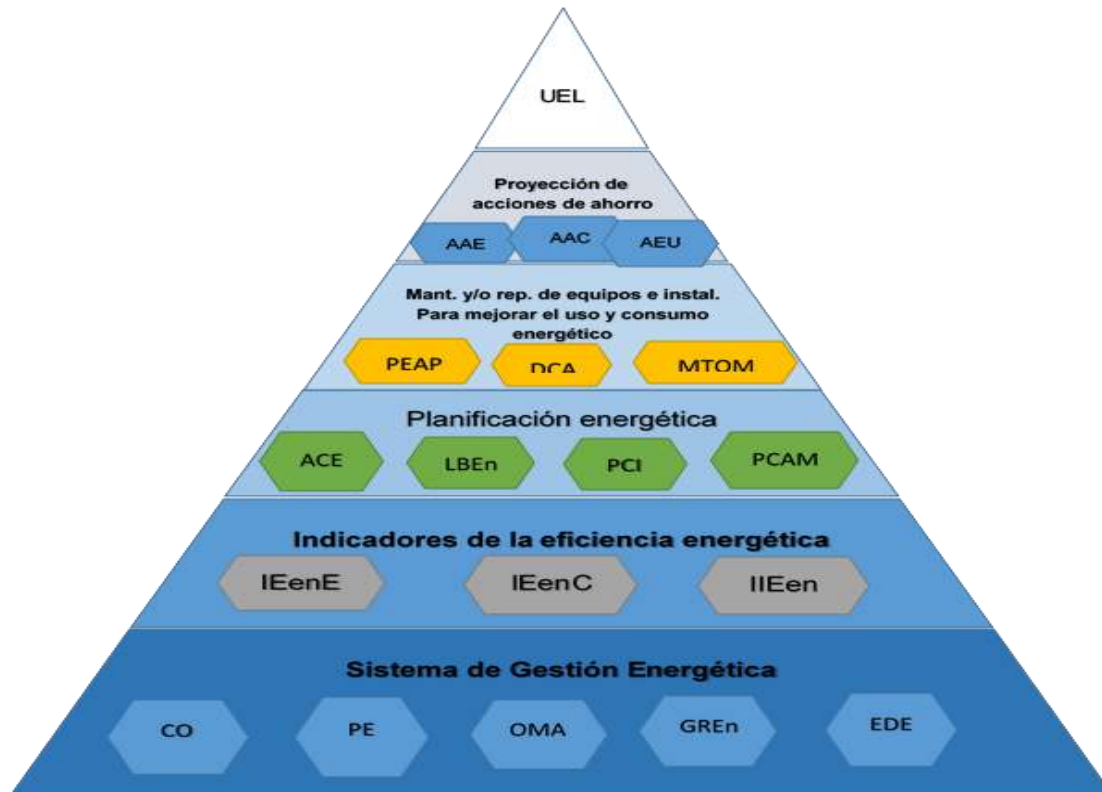 UEL
Proyección de
acciones de ahorro
AAE AAC AEU
Mant. y/o rep. de equipos e instal.
Para mejorar el uso y consumo
energético
PEAP DCA MTOM
Planificación energética
ACE LBEn PCI PCAM
Indicadores de la eficiencia energética
IEenE IEenC IIEen
Sistema de Gestión Energética
CO PE OMA GREn EDE